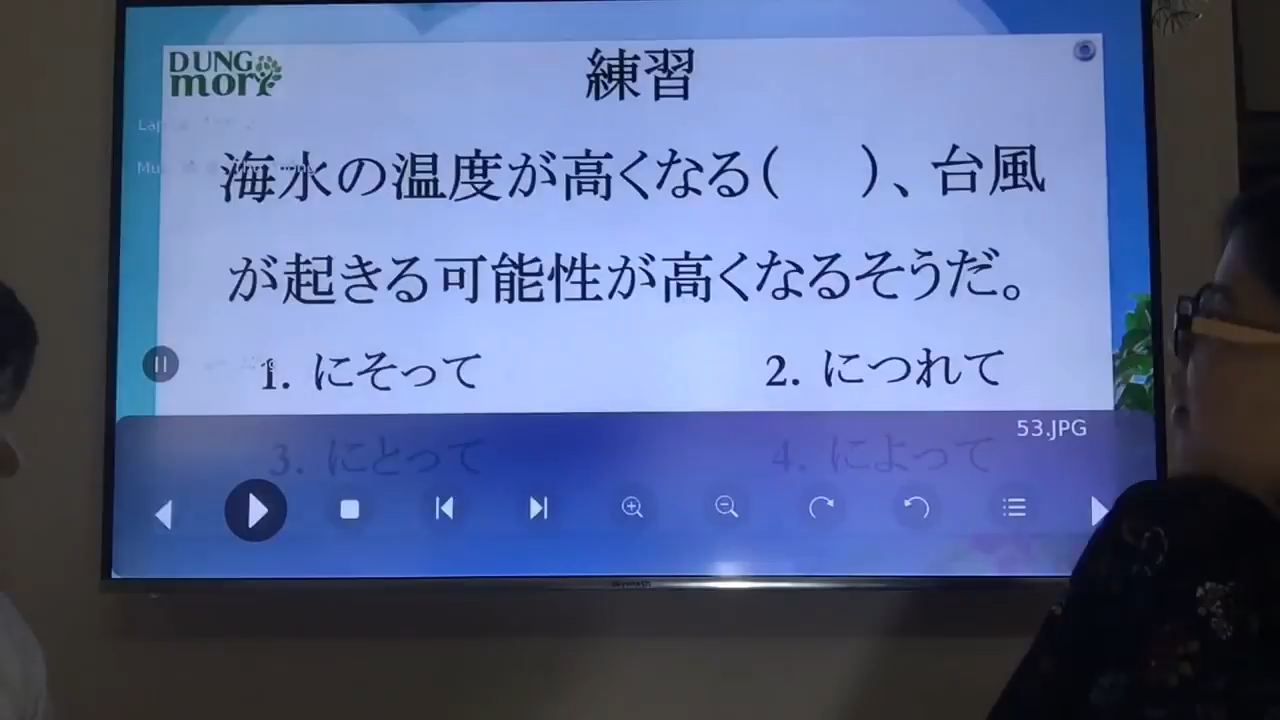 DUNG
mori
練習
海水の温度が高くなる(　　)、台風
が起きる可能性が高くなるそうだ。
1. にそって
2. につれて
53.JPG
3. にとって
4. によって